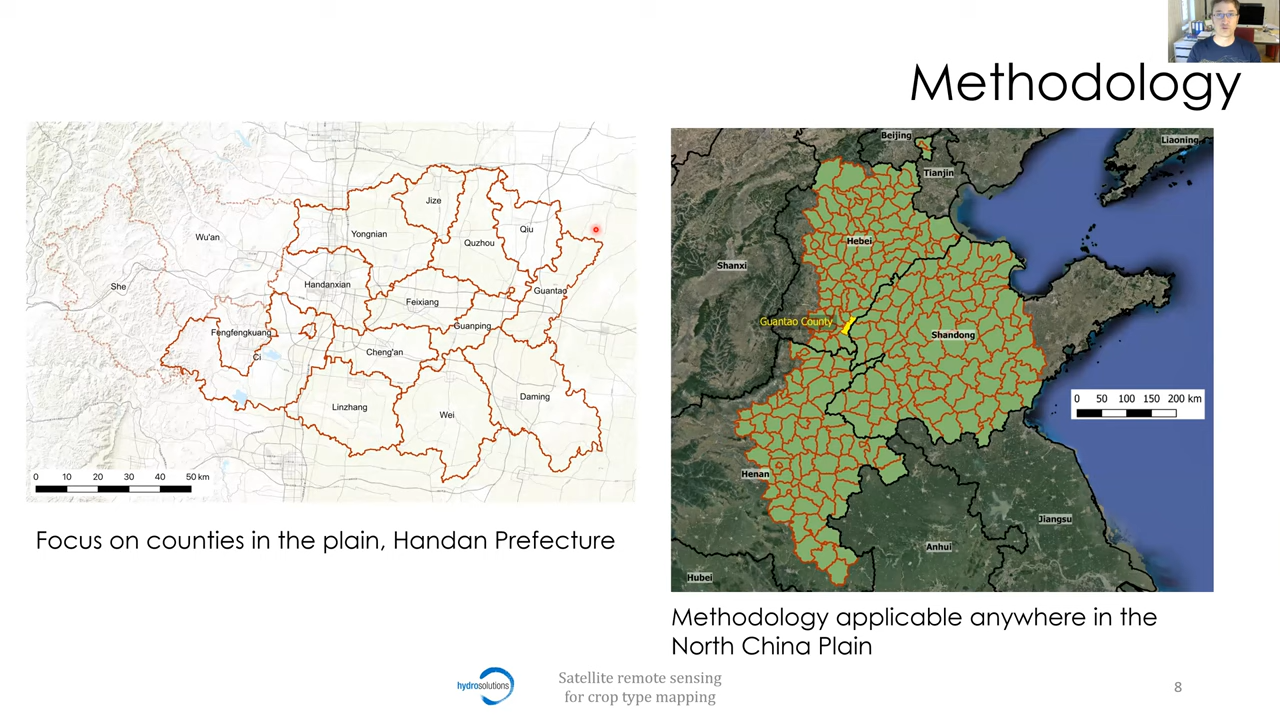 Methodology
Jize
Qiu
Yongnian
Wu'an
Quzhou
She
Handanxian
Guantao
Feixiang
Fengfengkuang
Guanping
Cheng'an
Ci
Daming
Linzhang
Wei
0 10 20 30 40 50 km
Focus on counties in the plain, Handan Prefecture
Beijing
Liaoning
Tianjin
Hebei
Shanxi
Guantao County
Shandong
0 50 100 150 200 km
Henan
Jiangsu
Anhui
Hubei
Methodology applicable anywhere in the
North China Plain
hydrosolutions
Satellite remote sensing
for crop type mapping
8